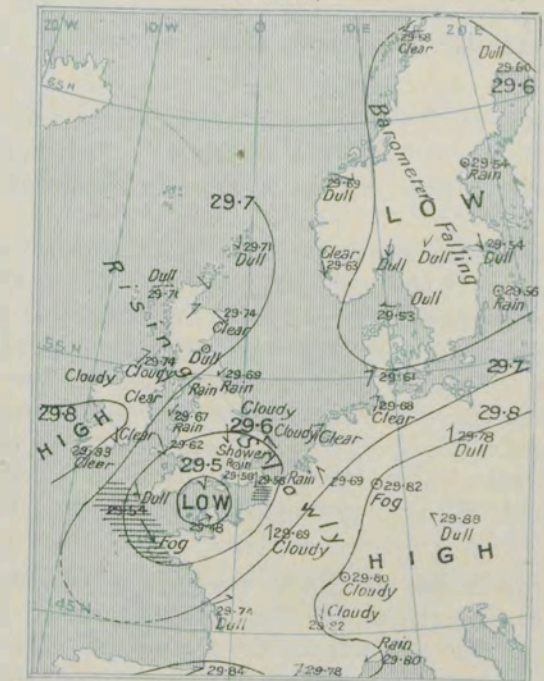 20°W 10°W 0 10°E 20°E
29·58
Clear
Dull
29·60
65°N
29·6
Barometer Falling
29·54
Rain
29·69
Dull
LOW
29·7
29·71
Dull
Clear
29·63
Dull
Dull
29·54
Dull
Rising
Dull
29·74
Clear
Dull
29·53
29·56
Rain
55°N
29·74
Cloudy
Dull
Cloudy
Clear
Rain
29·69
Rain
29·61
29·7
29·8
HIGH
29·67
Rain
Cloudy
29·6
29·68
Clear
29·8
Clear
29·83
Clear
29·62
Showery
Rain
Cloudy
Clear
29·78
Dull
29·5
Slowly
Rain
29·69
29·82
Fog
Dull
29·54
LOW
29·48
Fog
29·69
Cloudy
29·88
Dull
HIGH
29·80
Cloudy
45°N
29·74
Dull
Cloudy
29·82
Rain
29·80
29·84
29·78